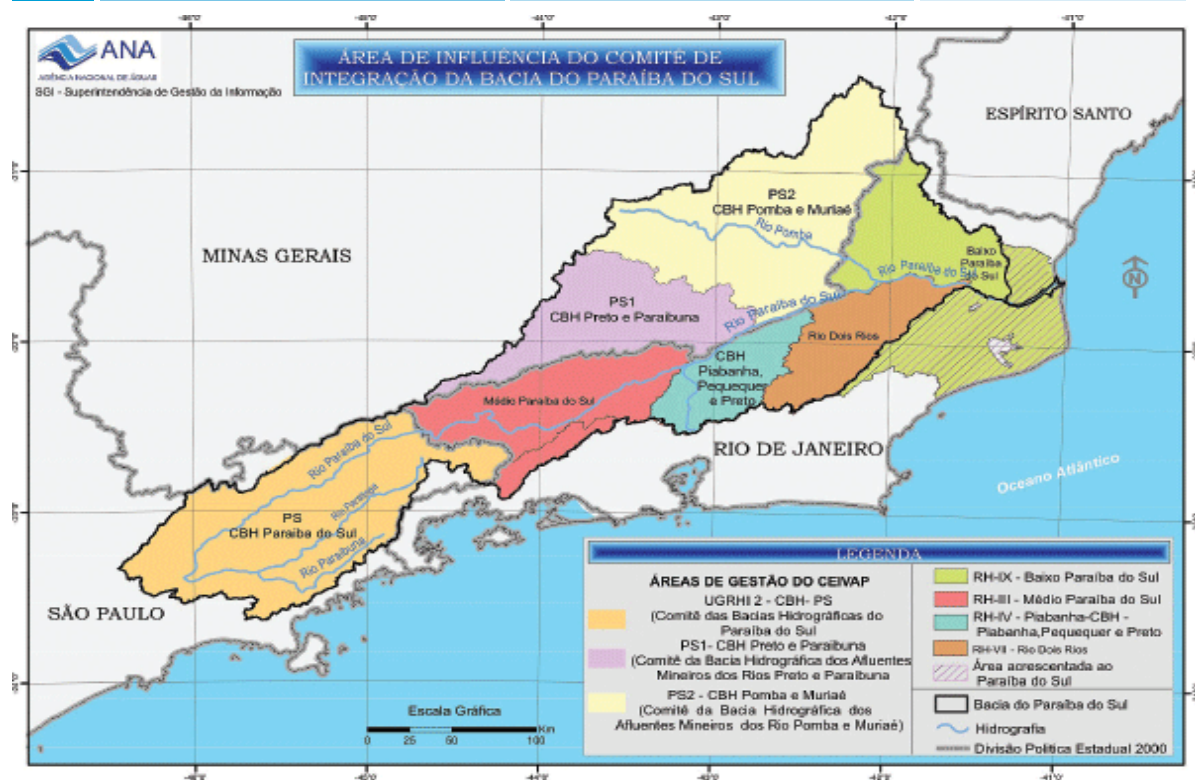 ANA
AGÊNCIA NACIONAL DE ÁGUAS
SGI - Superintendência de Gestão da Informação
ÁREA DE INFLUÊNCIA DO COMITÊ DE
INTEGRAÇÃO DA BACIA DO PARAÍBA DO SUL
ESPÍRITO SANTO
MINAS GERAIS
PS2
CBH Pomba e Muriaé
Rio Pomba
Baixo
Paraíba
do Sul
Rio Paraíba do Sul
N
PS1
CBH Preto e Paraibuna
Rio Paraíba do Sul
Rio Dois Rios
CBH
Piabanha,
Pequequer
e Preto
Médio Paraíba do Sul
RIO DE JANEIRO
Oceano Atlântico
Rio Paraíba do Sul
PS
CBH Paraíba do Sul
Rio Paraibuna
SÃO PAULO
Escala Gráfica
Km
0 25 50 100
LEGENDA
ÁREAS DE GESTÃO DO CEIVAP
UGRHI 2 - CBH- PS
(Comitê das Bacias Hidrográficas do
Paraíba do Sul
PS1- CBH Preto e Paraibuna
(Comitê da Bacia Hidrográfica dos Afluentes
Mineiros dos Rios Preto e Paraibuna
PS2 - CBH Pomba e Muriaé
(Comitê da Bacia Hidrográfica dos
Afluentes Mineiros dos Rio Pomba e Muriaé)
RH-IX - Baixo Paraíba do Sul
RH-III - Médio Paraíba do Sul
RH-IV - Piabanha-CBH -
Piabanha,Pequequer e Preto
RH-VII - Rio Dois Rios
Área acrescentada ao
Paraíba do Sul
Bacia do Paraíba do Sul
Hidrografia
Divisão Política Estadual 2000